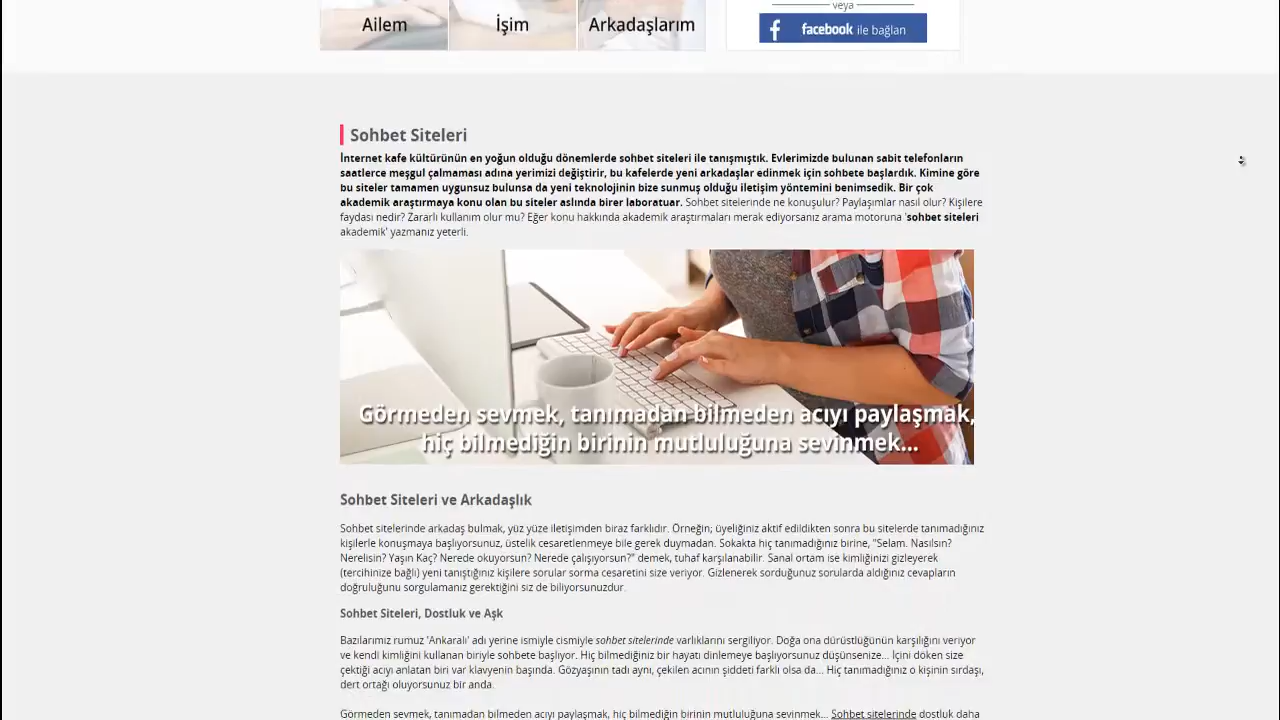 Ailem
İşim
Arkadaşlarım
veya
facebook ile bağlan
Sohbet Siteleri
İnternet kafe kültürünün en yoğun olduğu dönemlerde sohbet siteleri ile tanışmıştık. Evlerimizde bulunan sabit telefonların
saatlerce meşgul çalmaması adına yerimizi değiştirir, bu kafelerde yeni arkadaşlar edinmek için sohbete başlardık. Kimine göre
bu siteler tamamen uygunsuz bulunsa da yeni teknolojinin bize sunmuş olduğu iletişim yöntemini benimsedik. Bir çok
akademik araştırmaya konu olan bu siteler aslında birer laboratuar. Sohbet sitelerinde ne konuşulur? Paylaşımlar nasıl olur? Kişilere
faydası nedir? Zararlı kullanım olur mu? Eğer konu hakkında akademik araştırmaları merak ediyorsanız arama motoruna 'sohbet siteleri
akademik' yazmanız yeterli.
Görmeden sevmek, tanımadan bilmeden acıyı paylaşmak,
hiç bilmediğin birinin mutluluğuna sevinmek...
Sohbet Siteleri ve Arkadaşlık
Sohbet sitelerinde arkadaş bulmak, yüz yüze iletişimden biraz farklıdır. Örneğin; üyeliğiniz aktif edildikten sonra bu sitelerde tanımadığınız
kişilerle konuşmaya başlıyorsunuz, üstelik cesaretlenmeye bile gerek duymadan. Sokakta hiç tanımadığınız birine, "Selam. Nasılsın?
Nerelisin? Yaşın Kaç? Nerede okuyorsun? Nerede çalışıyorsun?" demek, tuhaf karşılanabilir. Sanal ortam ise kimliğinizi gizleyerek
(tercihinize bağlı) yeni tanıştığınız kişilere sorular sorma cesaretini size veriyor. Gizlenerek sorduğunuz sorularda aldığınız cevapların
doğruluğunu sorgulamanız gerektiğini siz de biliyorsunuzdur.
Sohbet Siteleri, Dostluk ve Aşk
Bazılarımız rumuz 'Ankaralı' adı yerine ismiyle cismiyle sohbet sitelerinde varlıklarını sergiliyor. Doğa ona dürüstlüğünün karşılığını veriyor
ve kendi kimliğini kullanan biriyle sohbete başlıyor. Hiç bilmediğiniz bir hayatı dinlemeye başlıyorsunuz düşünsenize... İçini döken size
çektiği acıyı anlatan biri var klavyenin başında. Gözyaşının tadı aynı, çekilen acının şiddeti farklı olsa da... Hiç tanımadığınız o kişinin sırdaşı,
dert ortağı oluyorsunuz bir anda.
Görmeden sevmek, tanımadan bilmeden acıyı paylaşmak, hiç bilmediğin birinin mutluluğuna sevinmek... Sohbet sitelerinde dostluk daha